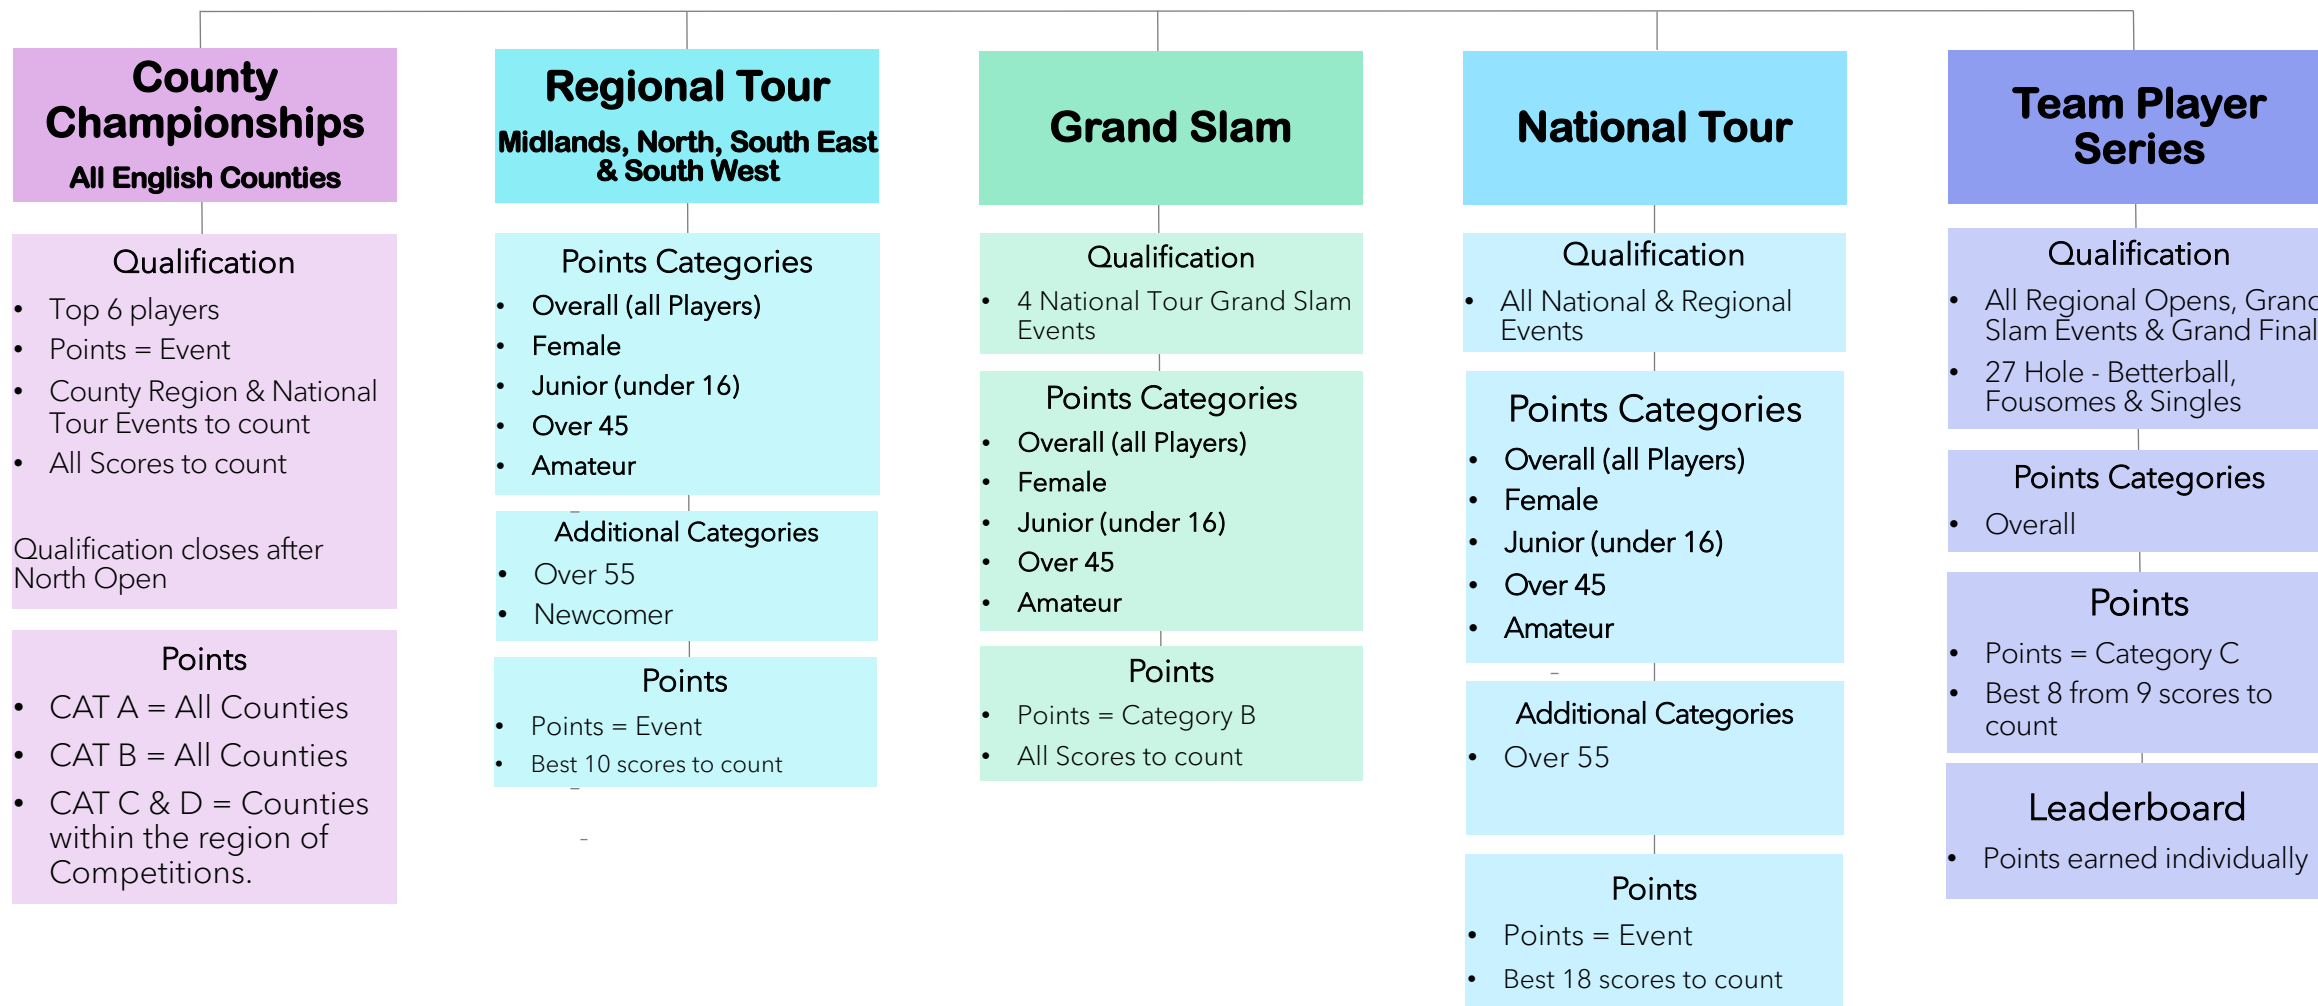 County
Championships
All English Counties
Qualification
• Top 6 players
• Points = Event
• County Region & National
Tour Events to count
• All Scores to count
Qualification closes after
North Open
Points
• CAT A = All Counties
• CAT B = All Counties
• CAT C & D = Counties
within the region of
Competitions.
Regional Tour
Midlands, North, South East
& South West
Points Categories
• Overall (all Players)
• Female
• Junior (under 16)
• Over 45
• Amateur
Additional Categories
• Over 55
• Newcomer
Points
• Points = Event
• Best 10 scores to count
Grand Slam
Qualification
• 4 National Tour Grand Slam
Events
Points Categories
• Overall (all Players)
• Female
• Junior (under 16)
• Over 45
• Amateur
Points
• Points = Category B
• All Scores to count
National Tour
Qualification
• All National & Regional
Events
Points Categories
• Overall (all Players)
• Female
• Junior (under 16)
• Over 45
• Amateur
Additional Categories
• Over 55
Points
• Points = Event
• Best 18 scores to count
Team Player
Series
Qualification
• All Regional Opens, Grand
Slam Events & Grand Final
• 27 Hole - Betterball,
Fousomes & Singles
Points Categories
• Overall
Points
• Points = Category C
• Best 8 from 9 scores to
count
Leaderboard
• Points earned individually